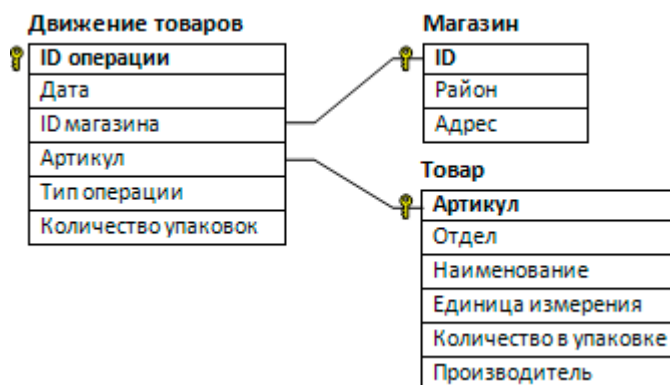 Движение товаров
ID операции
Дата
ID магазина
Артикул
Тип операции
Количество упаковок
Магазин
ID
Район
Адрес
Товар
Артикул
Отдел
Наименование
Единица измерения
Количество в упаковке
Производитель